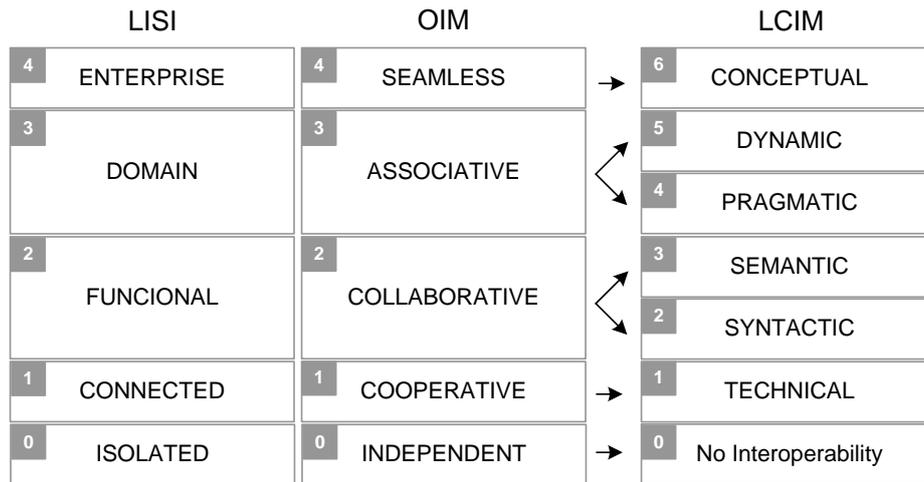 LISI OIM LCIM
4 ENTERPRISE 4 SEAMLESS 6 CONCEPTUAL
3 DOMAIN 3 ASSOCIATIVE 5 DYNAMIC
4 PRAGMATIC
2 FUNCIONAL 2 COLLABORATIVE 3 SEMANTIC
2 SYNTACTIC
1 CONNECTED 1 COOPERATIVE 1 TECHNICAL
0 ISOLATED 0 INDEPENDENT 0 No Interoperability